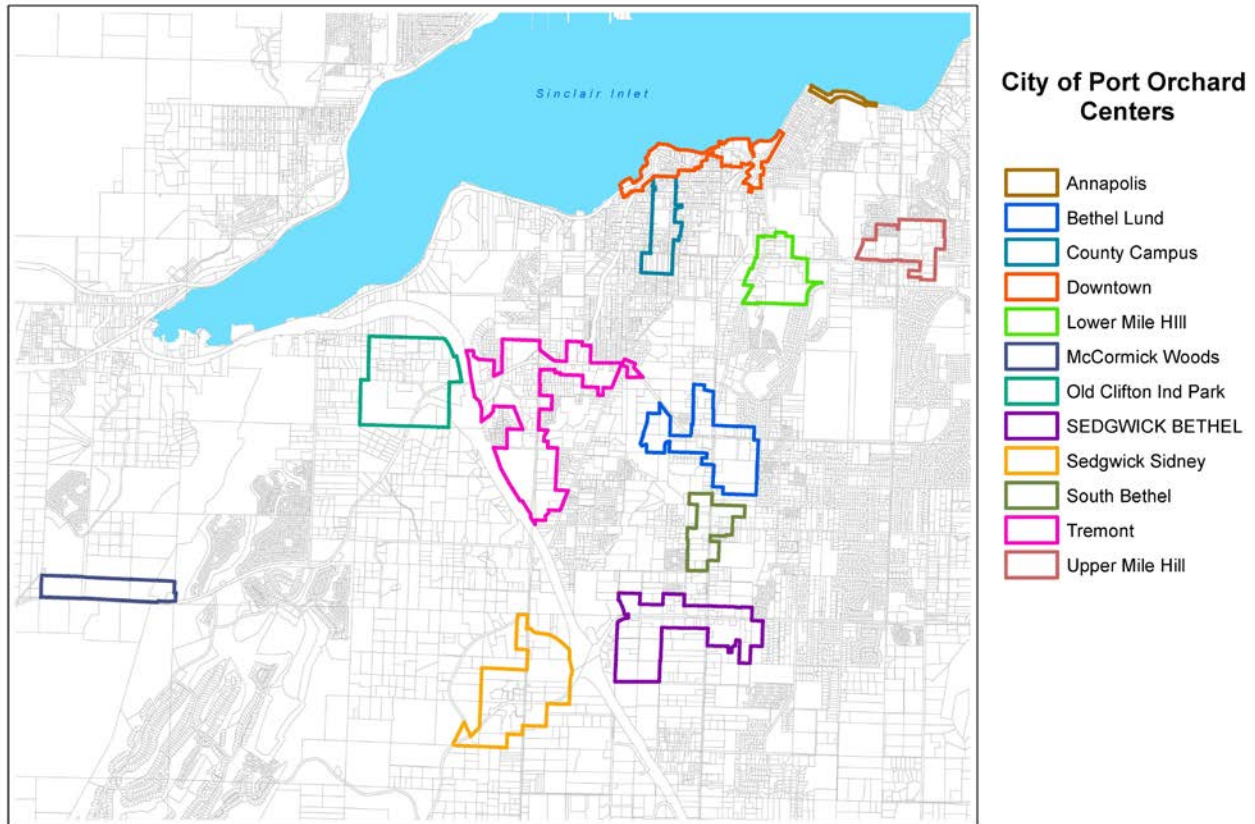 Sinclair Inlet
City of Port Orchard
Centers
Annapolis
Bethel Lund
County Campus
Downtown
Lower Mile HIll
McCormick Woods
Old Clifton Ind Park
SEDGWICK BETHEL
Sedgwick Sidney
South Bethel
Tremont
Upper Mile Hill